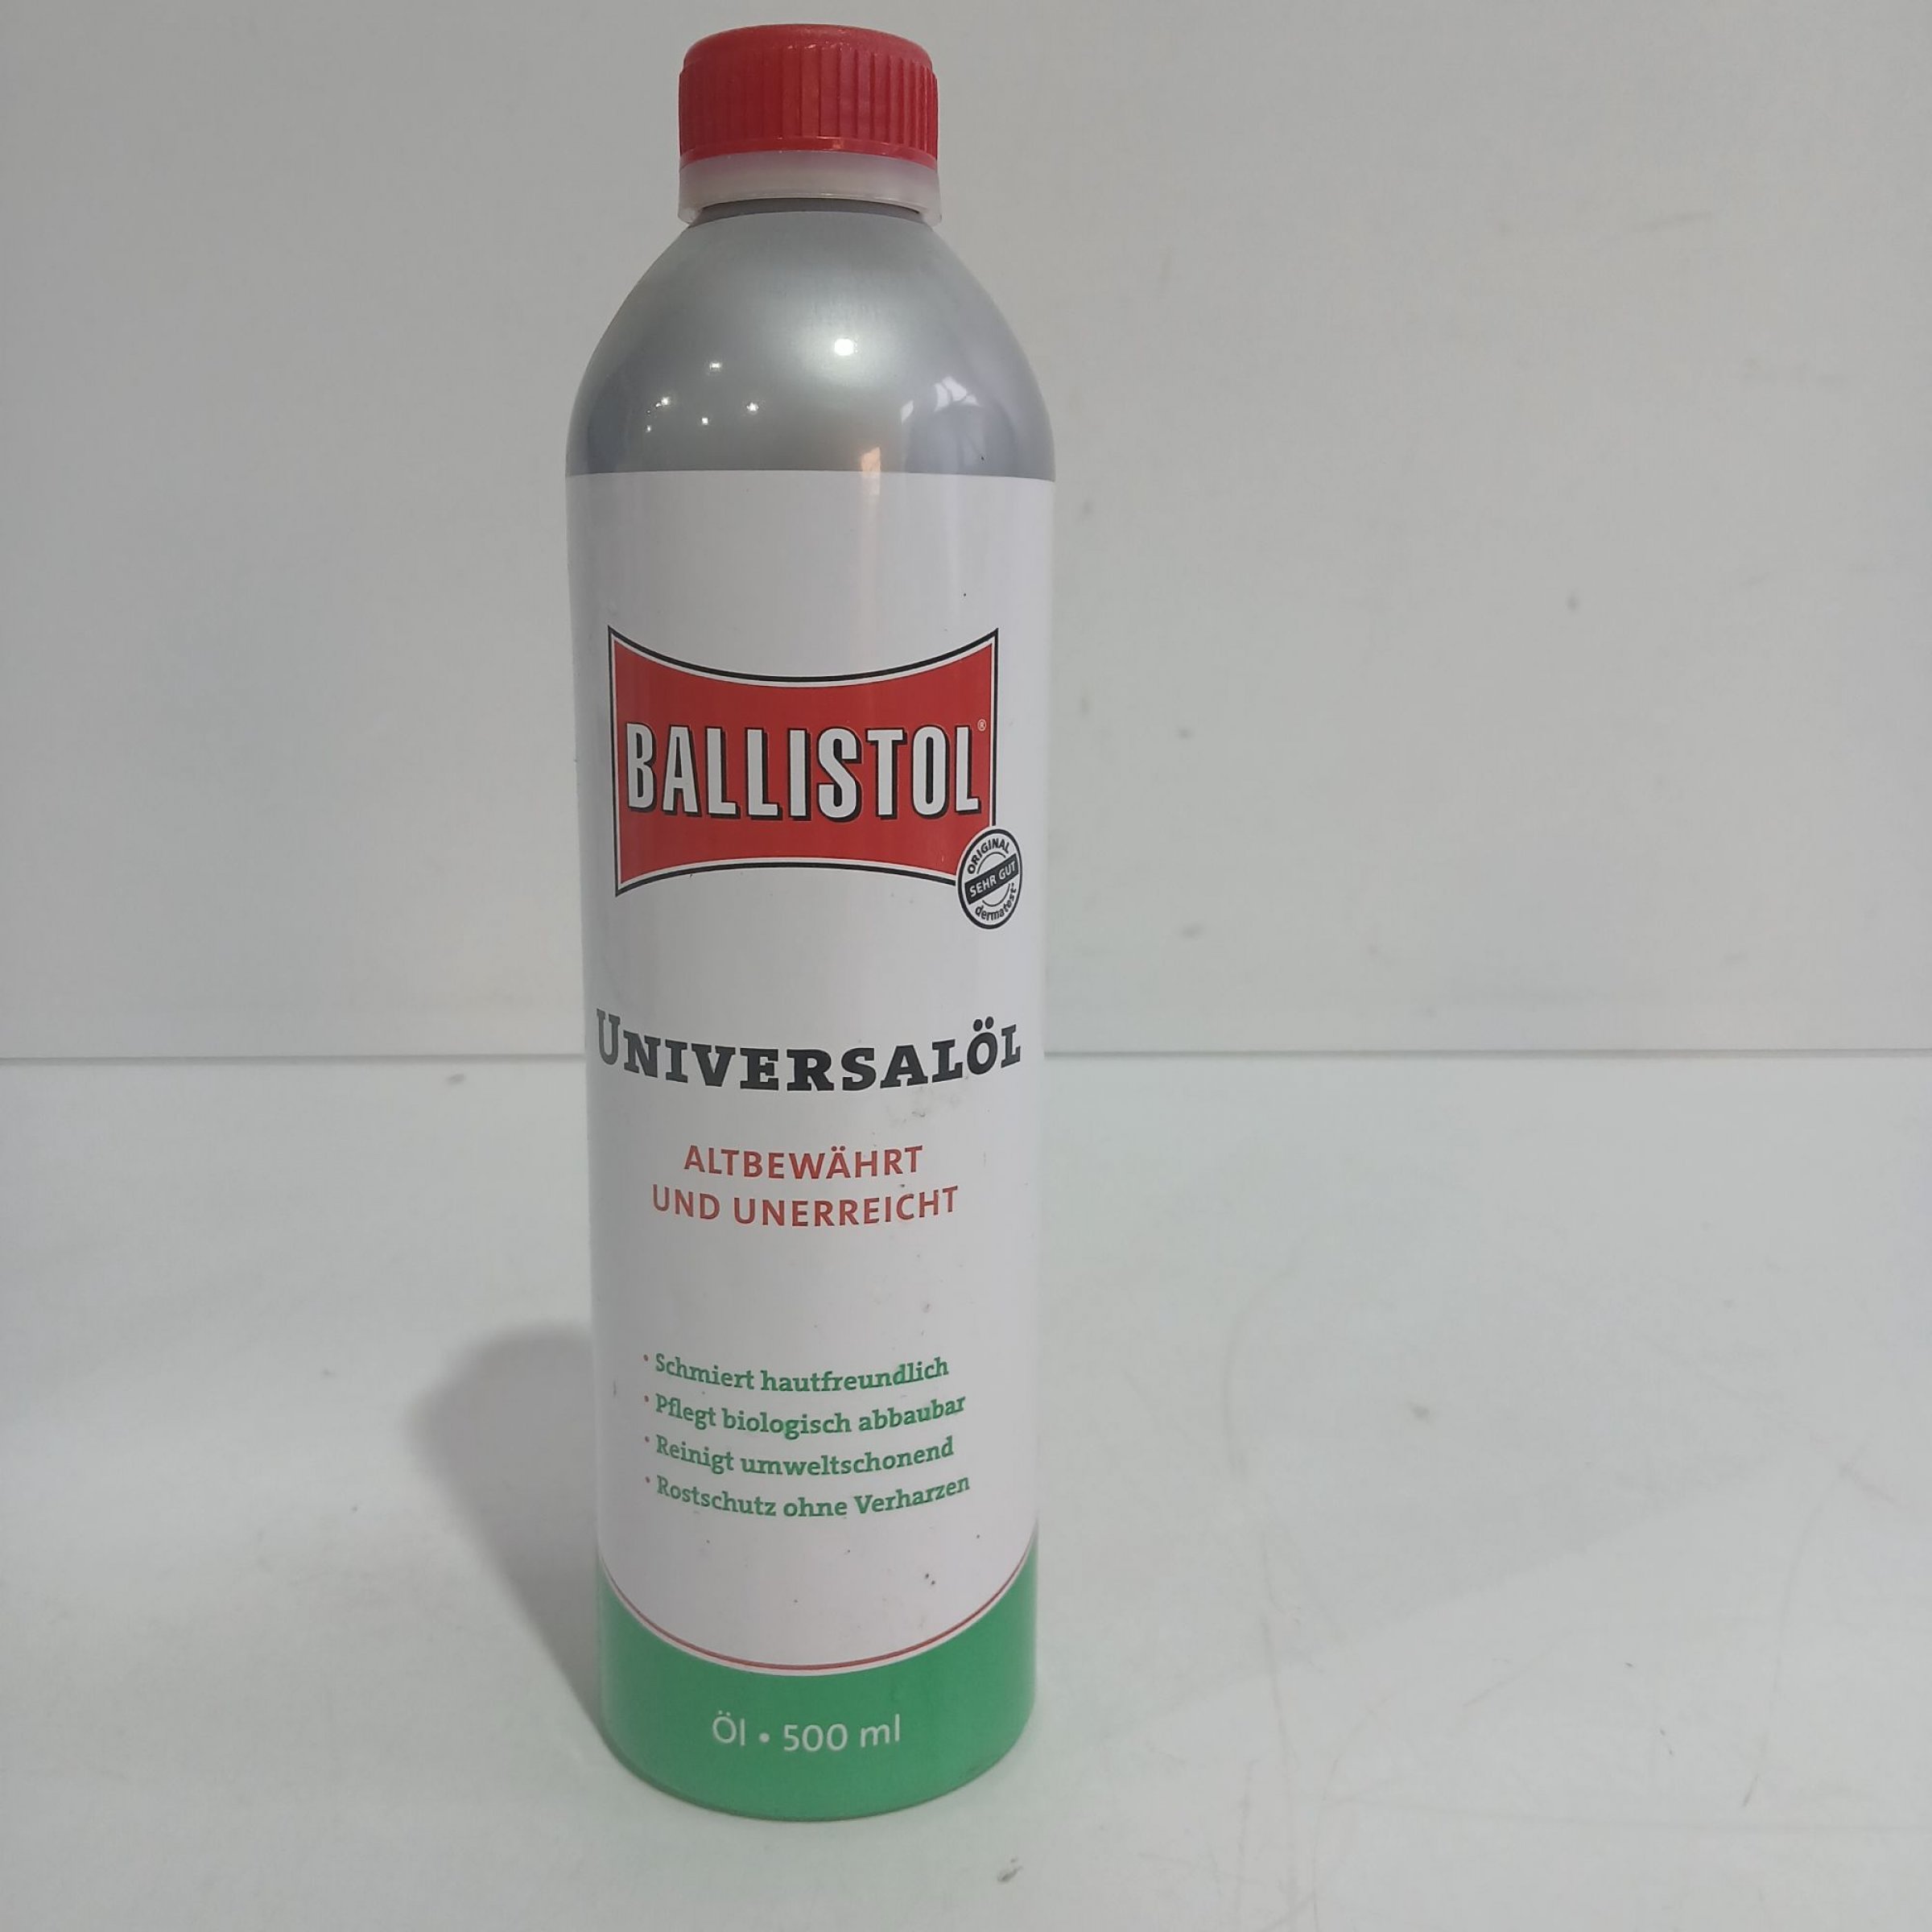 BALLISTOL®
ORIGINAL
SEHR GUT
dermatest®
UNIVERSALÖL
ALTBEWÄHRT
UND UNERREICHT
• Schmiert hautfreundlich
• Pflegt biologisch abbaubar
• Reinigt umweltschonend
• Rostschutz ohne Verharzen
Öl • 500 ml